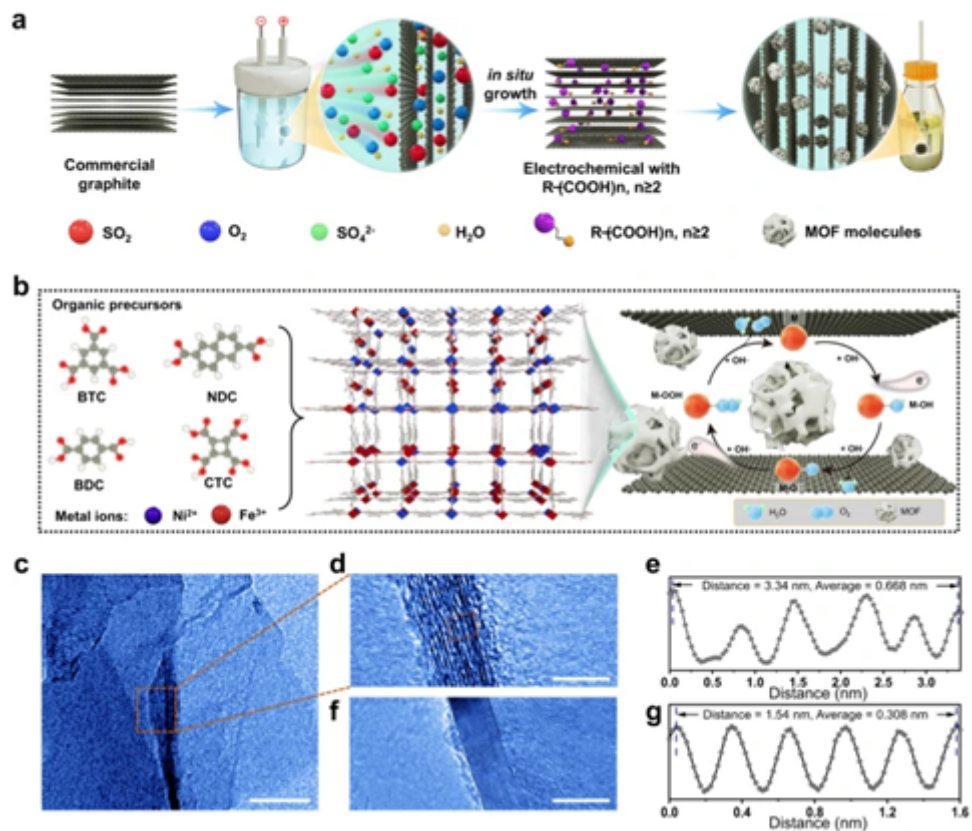 a
in situ
growth
Commercial
graphite
Electrochemical with
R-(COOH)n, n≥2
SO₂
O₂
SO₄²⁻
H₂O
R-(COOH)n, n≥2
MOF molecules
b
Organic precursors
BTC
NDC
BDC
CTC
Metal ions:
Ni²⁺
Fe³⁺
e⁻
+ OH⁻
+ OH⁻
e⁻
M-OOH
M-OH
e⁻
+ OH⁻
+ OH⁻
M-O
H₂O
O₂
MOF
c
d
e
Distance = 3.34 nm, Average = 0.668 nm
0.0 0.5 1.0 1.5 2.0 2.5 3.0
Distance (nm)
f
g
Distance = 1.54 nm, Average = 0.308 nm
0.0 0.4 0.8 1.2 1.6
Distance (nm)